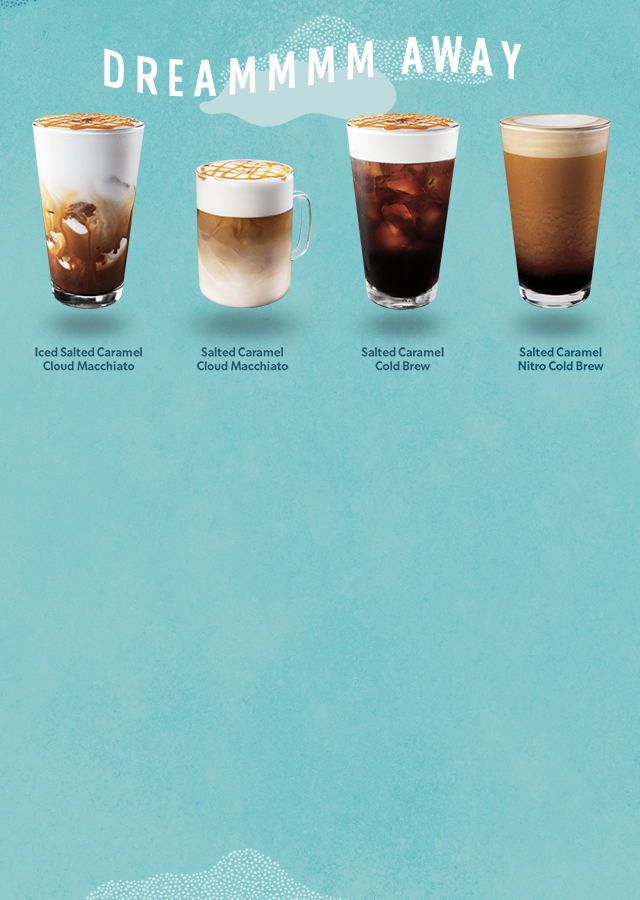 DREAMMMM AWAY
Iced Salted Caramel
Cloud Macchiato
Salted Caramel
Cloud Macchiato
Salted Caramel
Cold Brew
Salted Caramel
Nitro Cold Brew